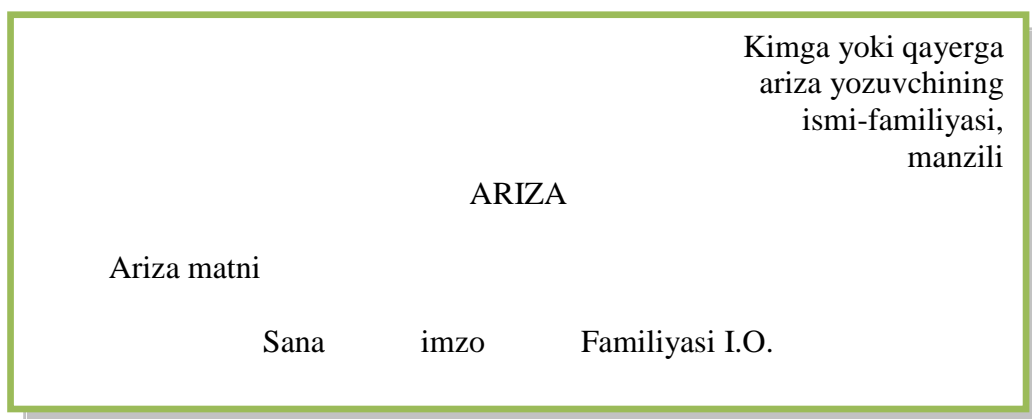 Kimga yoki qayerga
ariza yozuvchining
ismi-familiyasi,
manzili
ARIZA
Ariza matni
Sana imzo Familiyasi I.O.